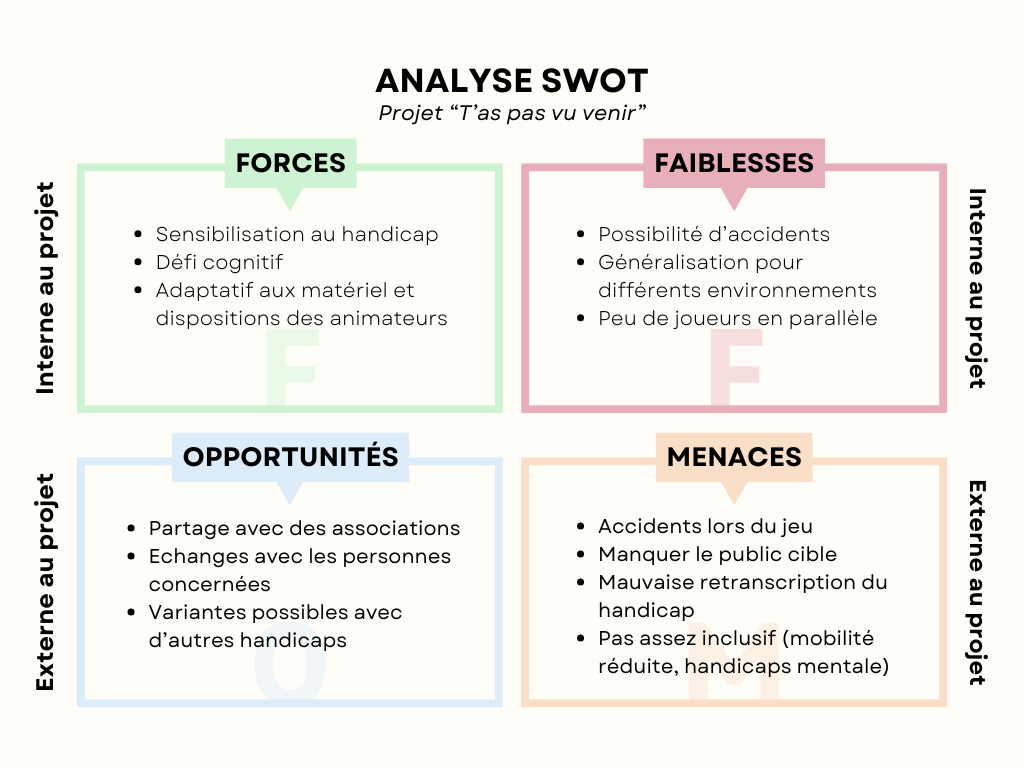 ANALYSE SWOT
Projet “T’as pas vu venir”
Interne au projet
FORCES
• Sensibilisation au handicap
• Défi cognitif
• Adaptatif aux matériel et
dispositions des animateurs
F
FAIBLESSES
• Possibilité d’accidents
• Généralisation pour
différents environnements
• Peu de joueurs en parallèle
F
Interne au projet
Externe au projet
OPPORTUNITÉS
• Partage avec des associations
• Echanges avec les personnes
concernées
• Variantes possibles avec
d’autres handicaps
O
MENACES
• Accidents lors du jeu
• Manquer le public cible
• Mauvaise retranscription du
handicap
• Pas assez inclusif (mobilité
réduite, handicaps mentale)
M
Externe au projet